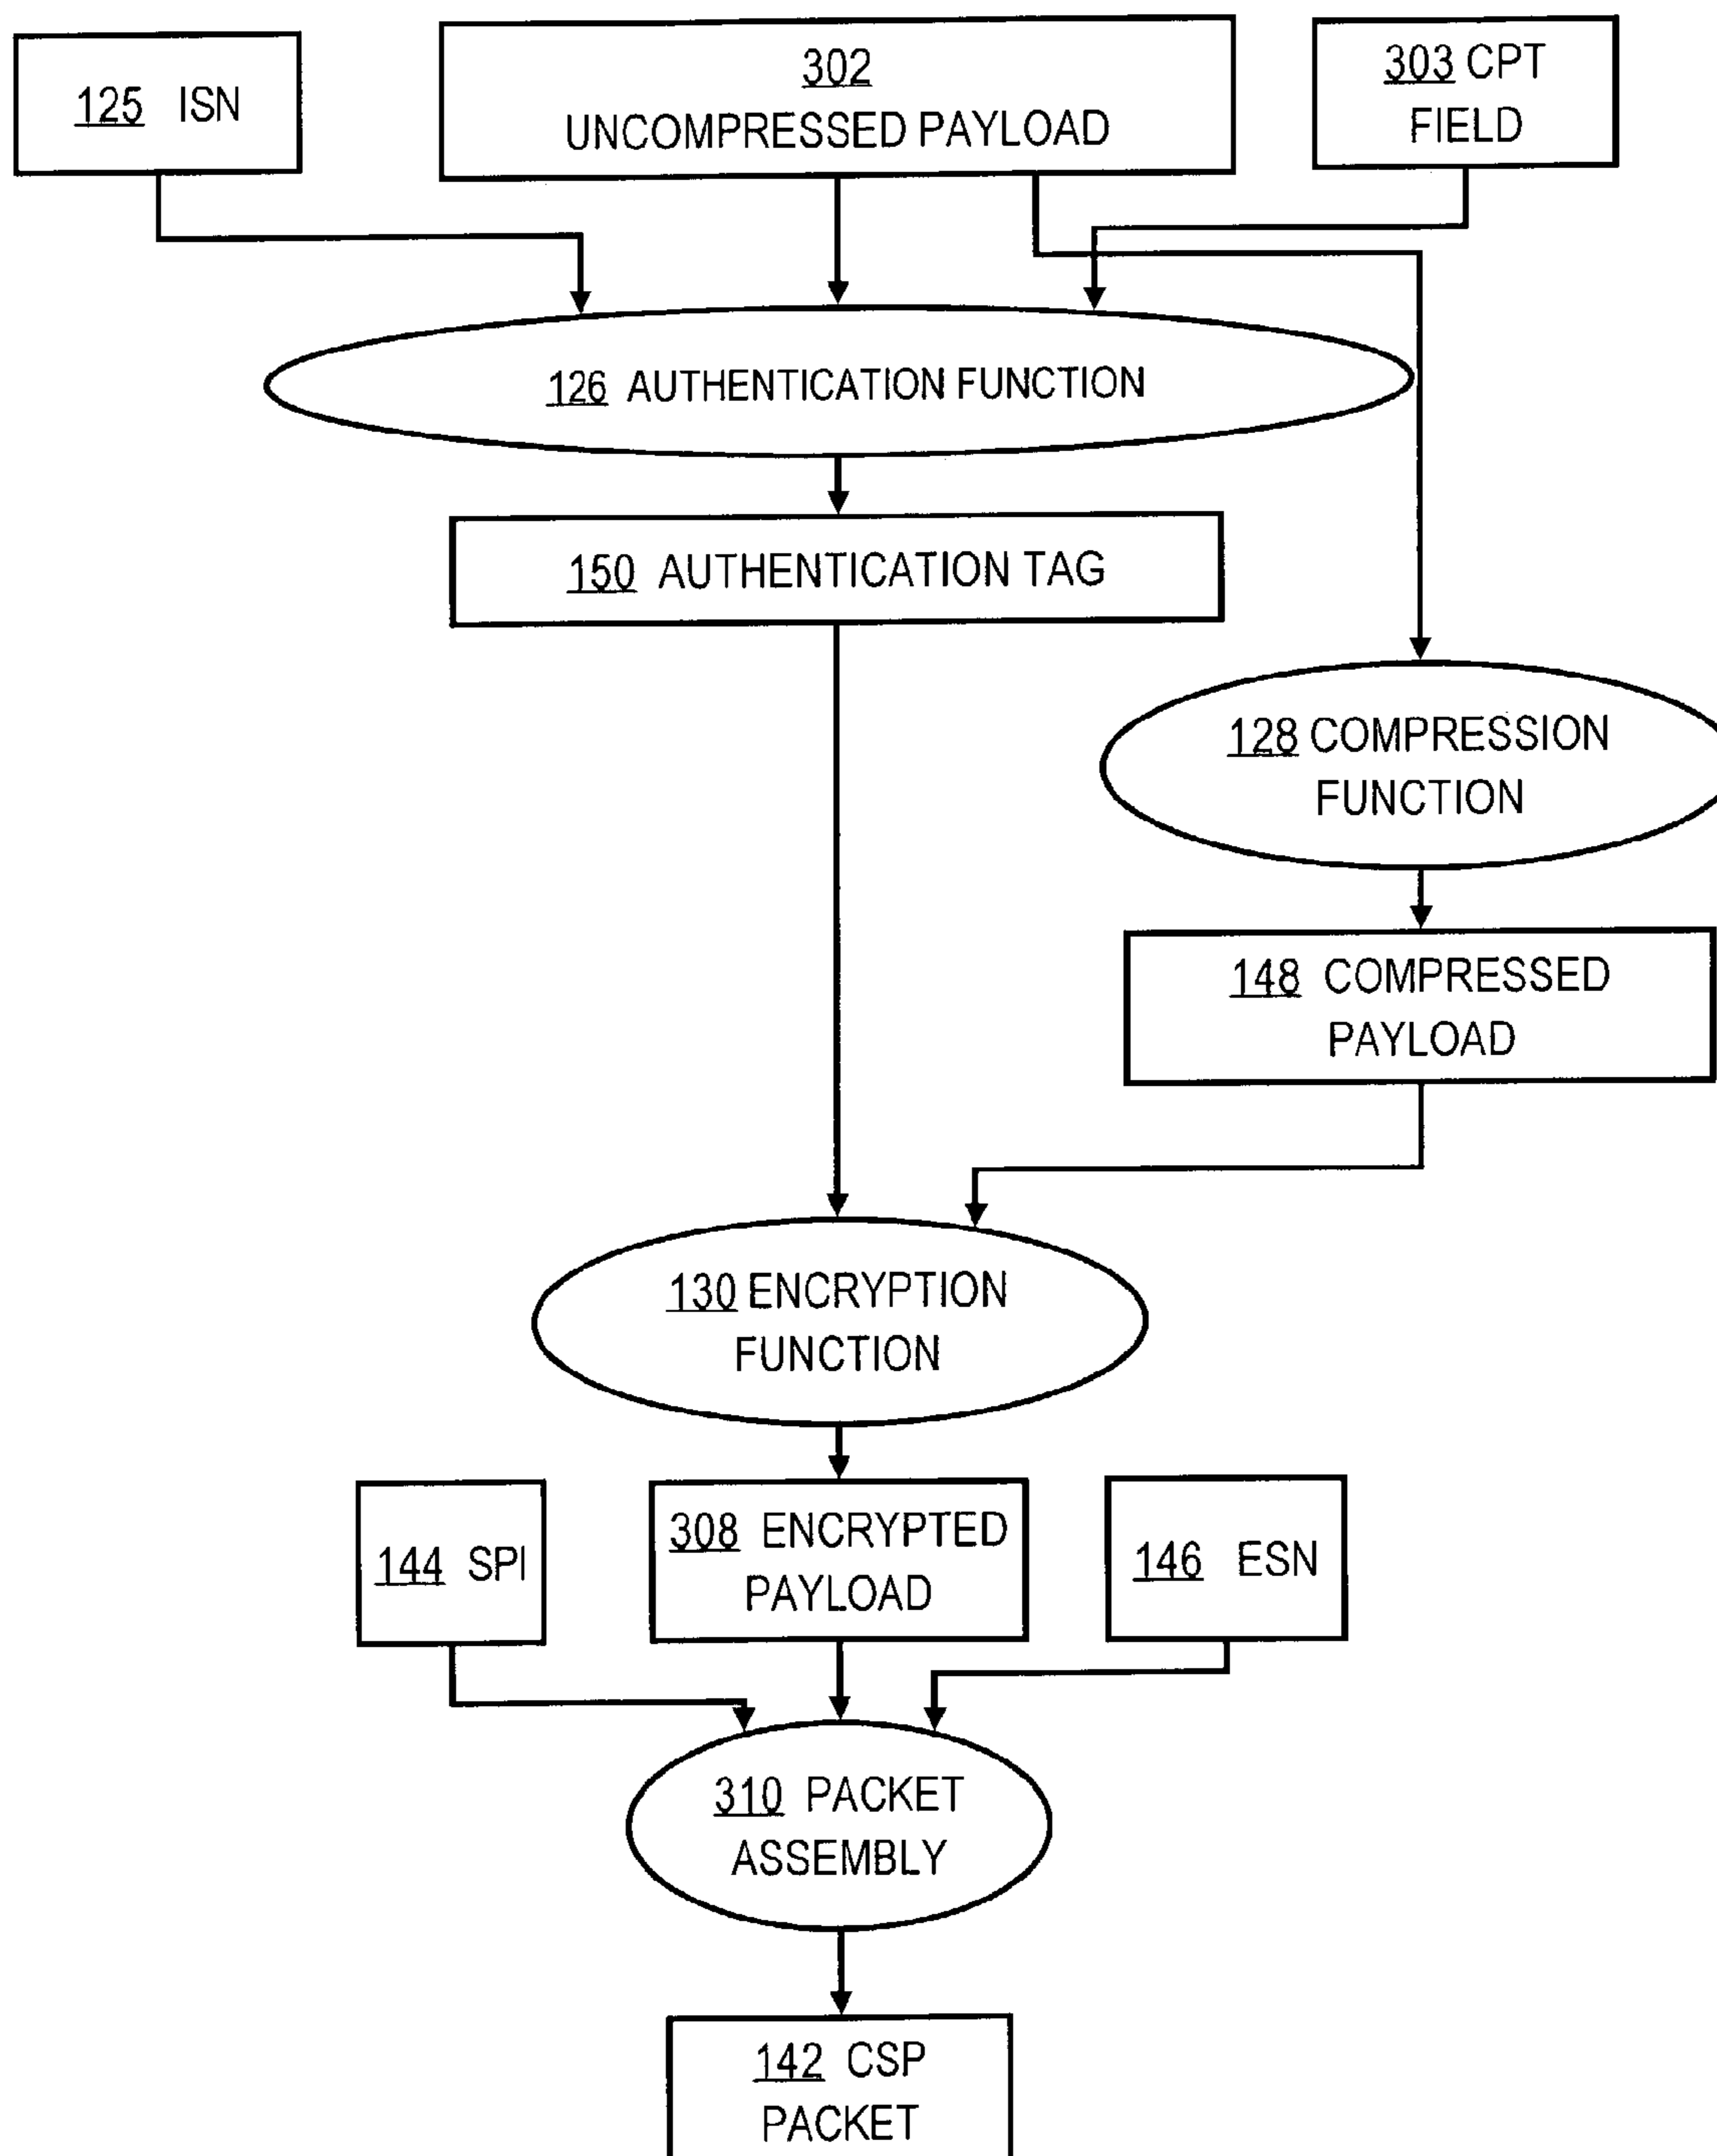 125 ISN
302
UNCOMPRESSED PAYLOAD
303 CPT
FIELD
126 AUTHENTICATION FUNCTION
150 AUTHENTICATION TAG
128 COMPRESSION
FUNCTION
148 COMPRESSED
PAYLOAD
130 ENCRYPTION
FUNCTION
144 SPI
308 ENCRYPTED
PAYLOAD
146 ESN
310 PACKET
ASSEMBLY
142 CSP
PACKET